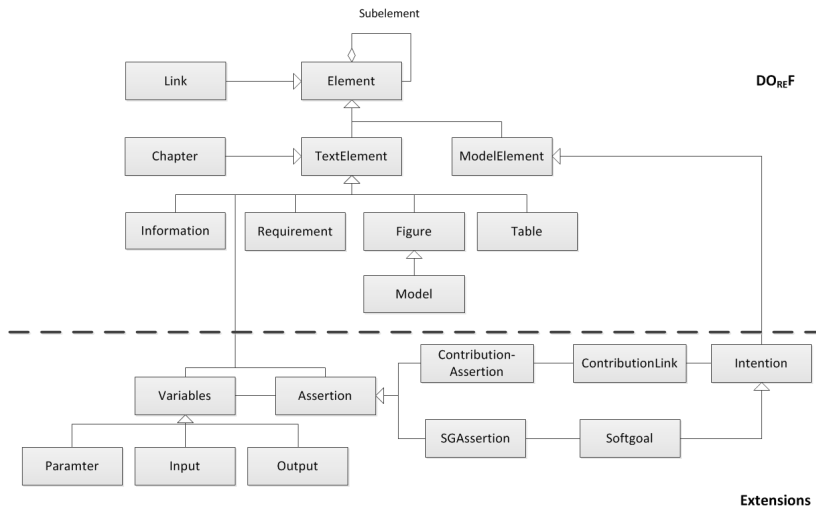 Subelement
Link
Element
DOREF
Chapter
TextElement
ModelElement
Information
Requirement
Figure
Table
Model
Contribution-
Assertion
ContributionLink
Intention
Variables
Assertion
SGAssertion
Softgoal
Paramter
Input
Output
Extensions